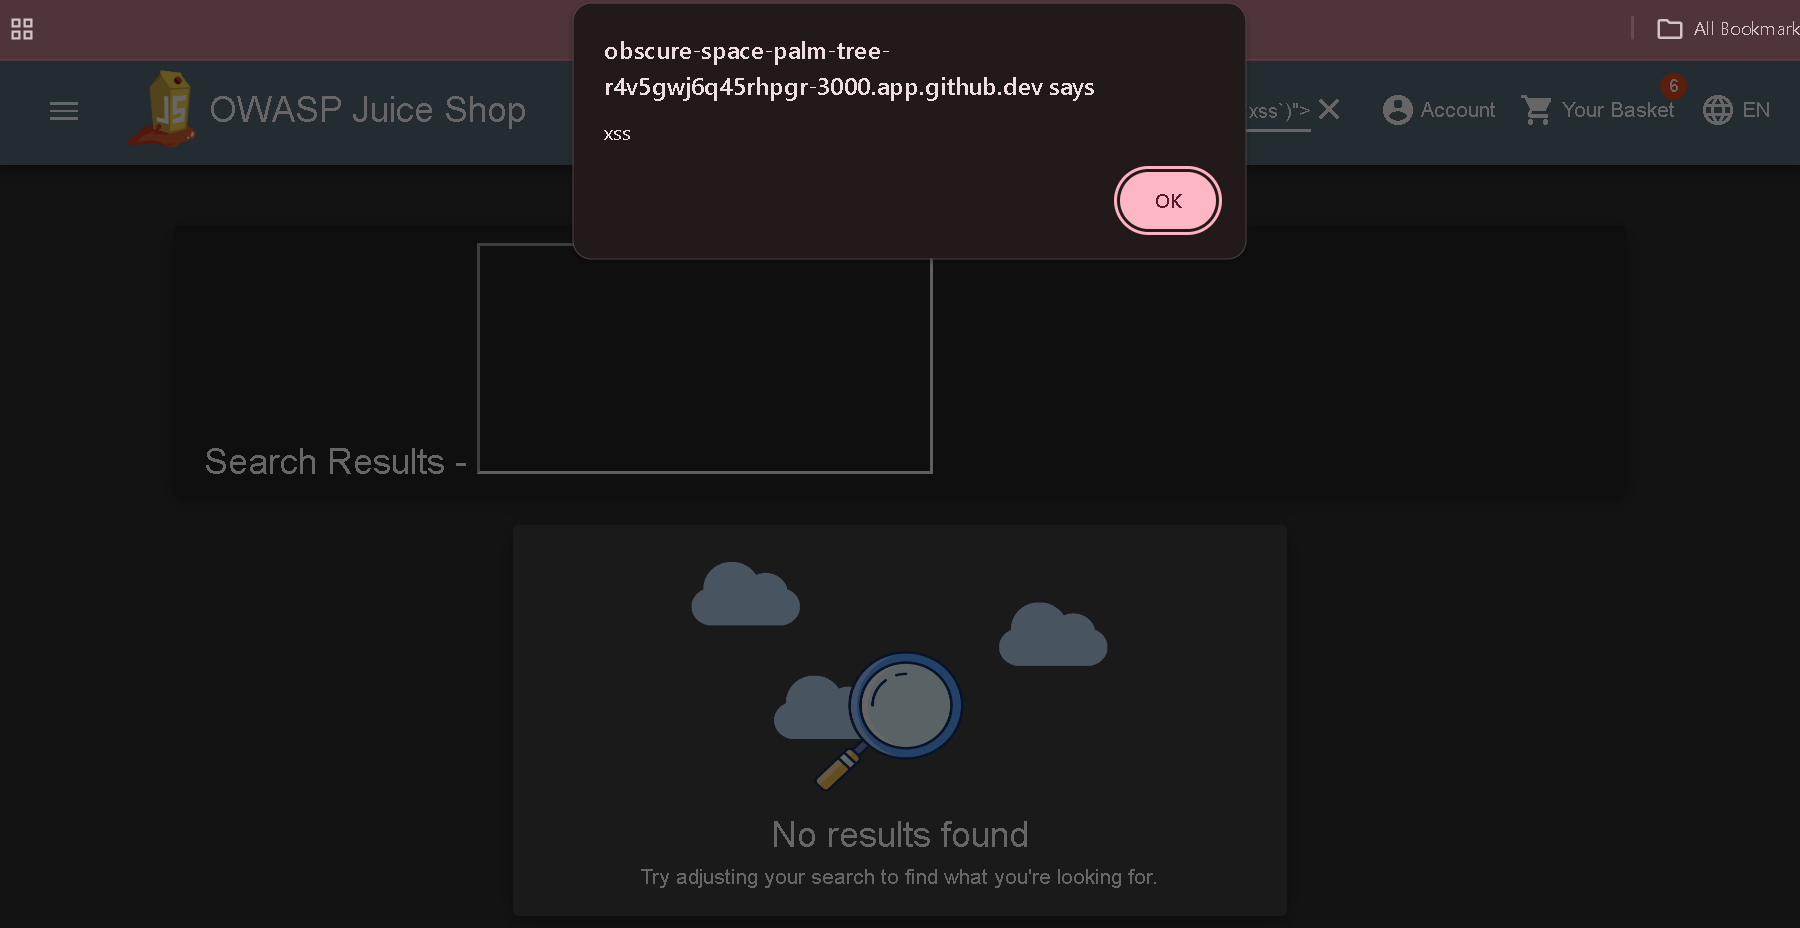 All Bookmark
obscure-space-palm-tree-
r4v5gwj6q45rhpgr-3000.app.github.dev says
xss
OK
JS
OWASP Juice Shop
xss`)">
Account
6
Your Basket
EN
Search Results -
No results found
Try adjusting your search to find what you're looking for.